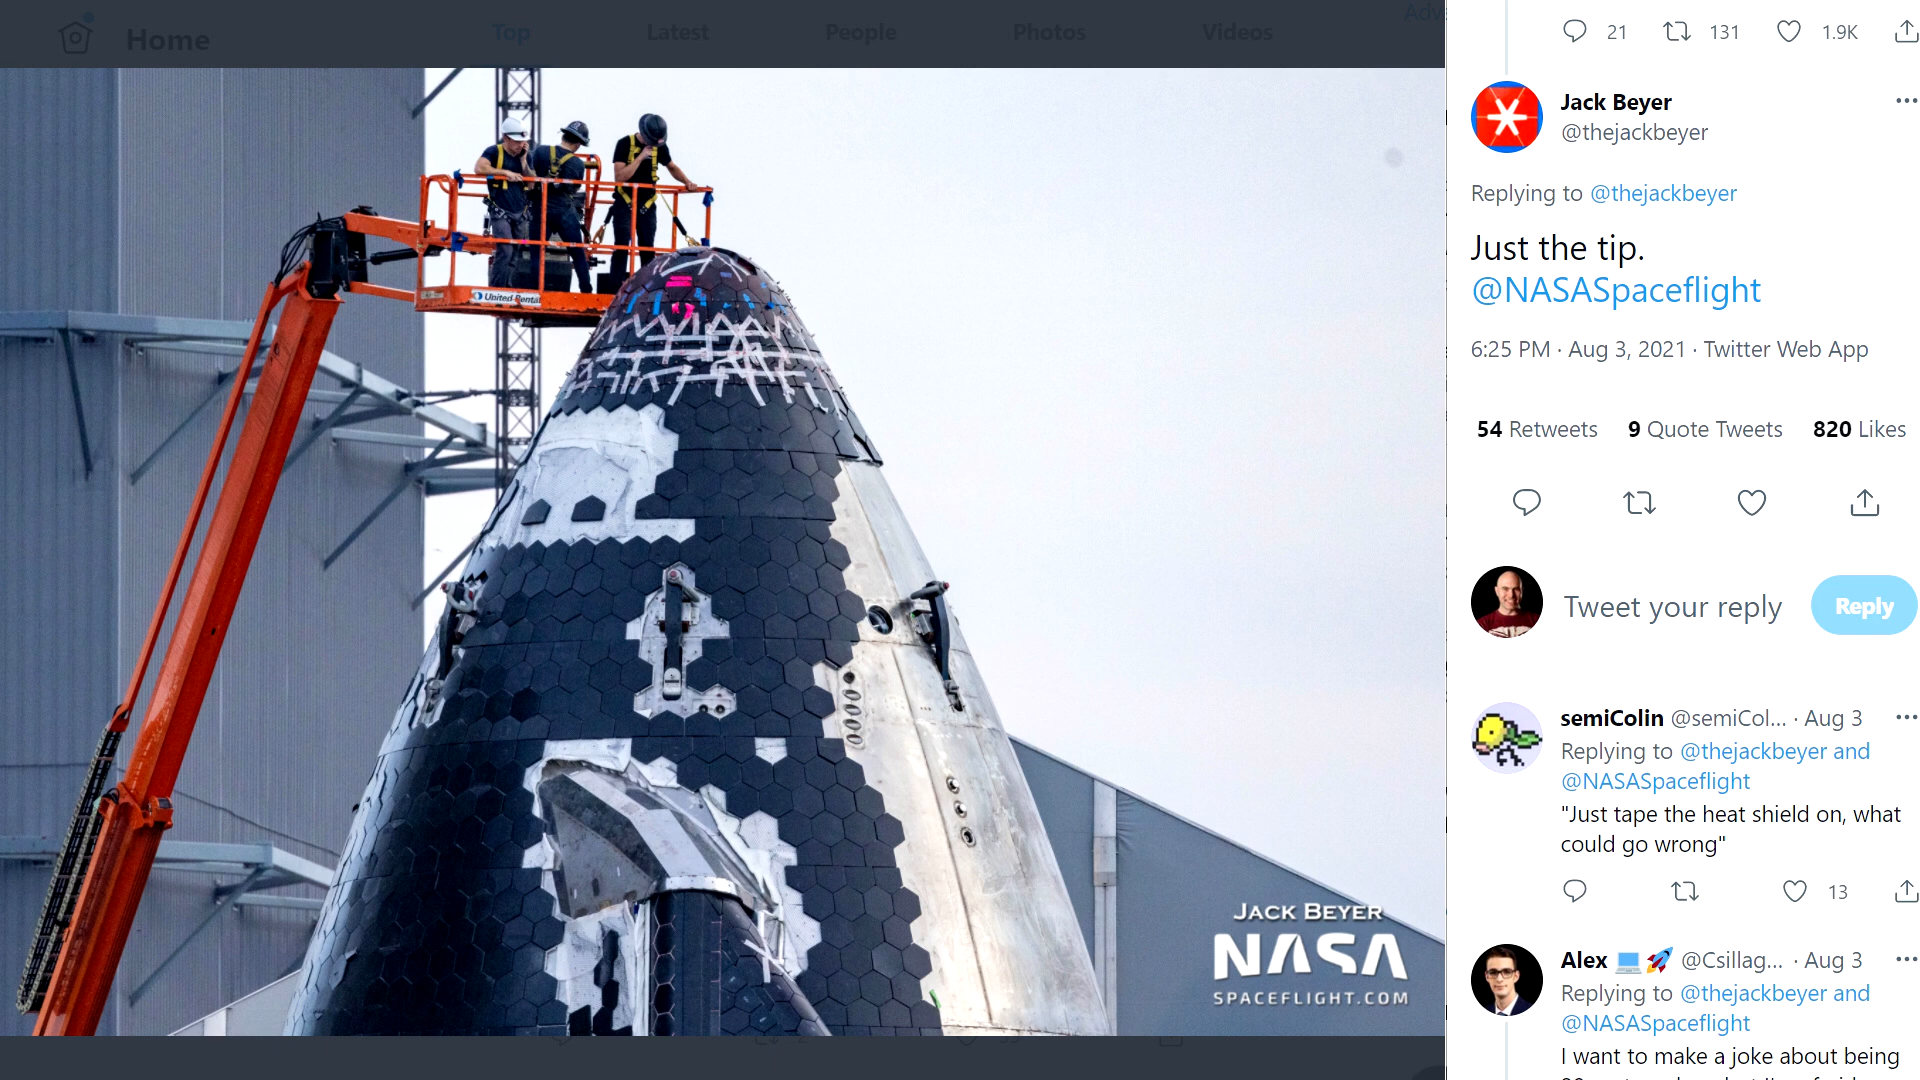 Home
Top
Latest
People
Photos
Videos
Adv
United Rentals
JACK BEYER
NASA
SPACEFLIGHT.COM
21
131
1.9K
Jack Beyer
@thejackbeyer
Replying to @thejackbeyer
Just the tip.
@NASASpaceflight
6:25 PM · Aug 3, 2021 · Twitter Web App
54 Retweets 9 Quote Tweets 820 Likes
Tweet your reply
Reply
semiColin @semiCol... · Aug 3
Replying to @thejackbeyer and
@NASASpaceflight
"Just tape the heat shield on, what
could go wrong"
13
Alex 💻🚀 @Csillag... · Aug 3
Replying to @thejackbeyer and
@NASASpaceflight
I want to make a joke about being